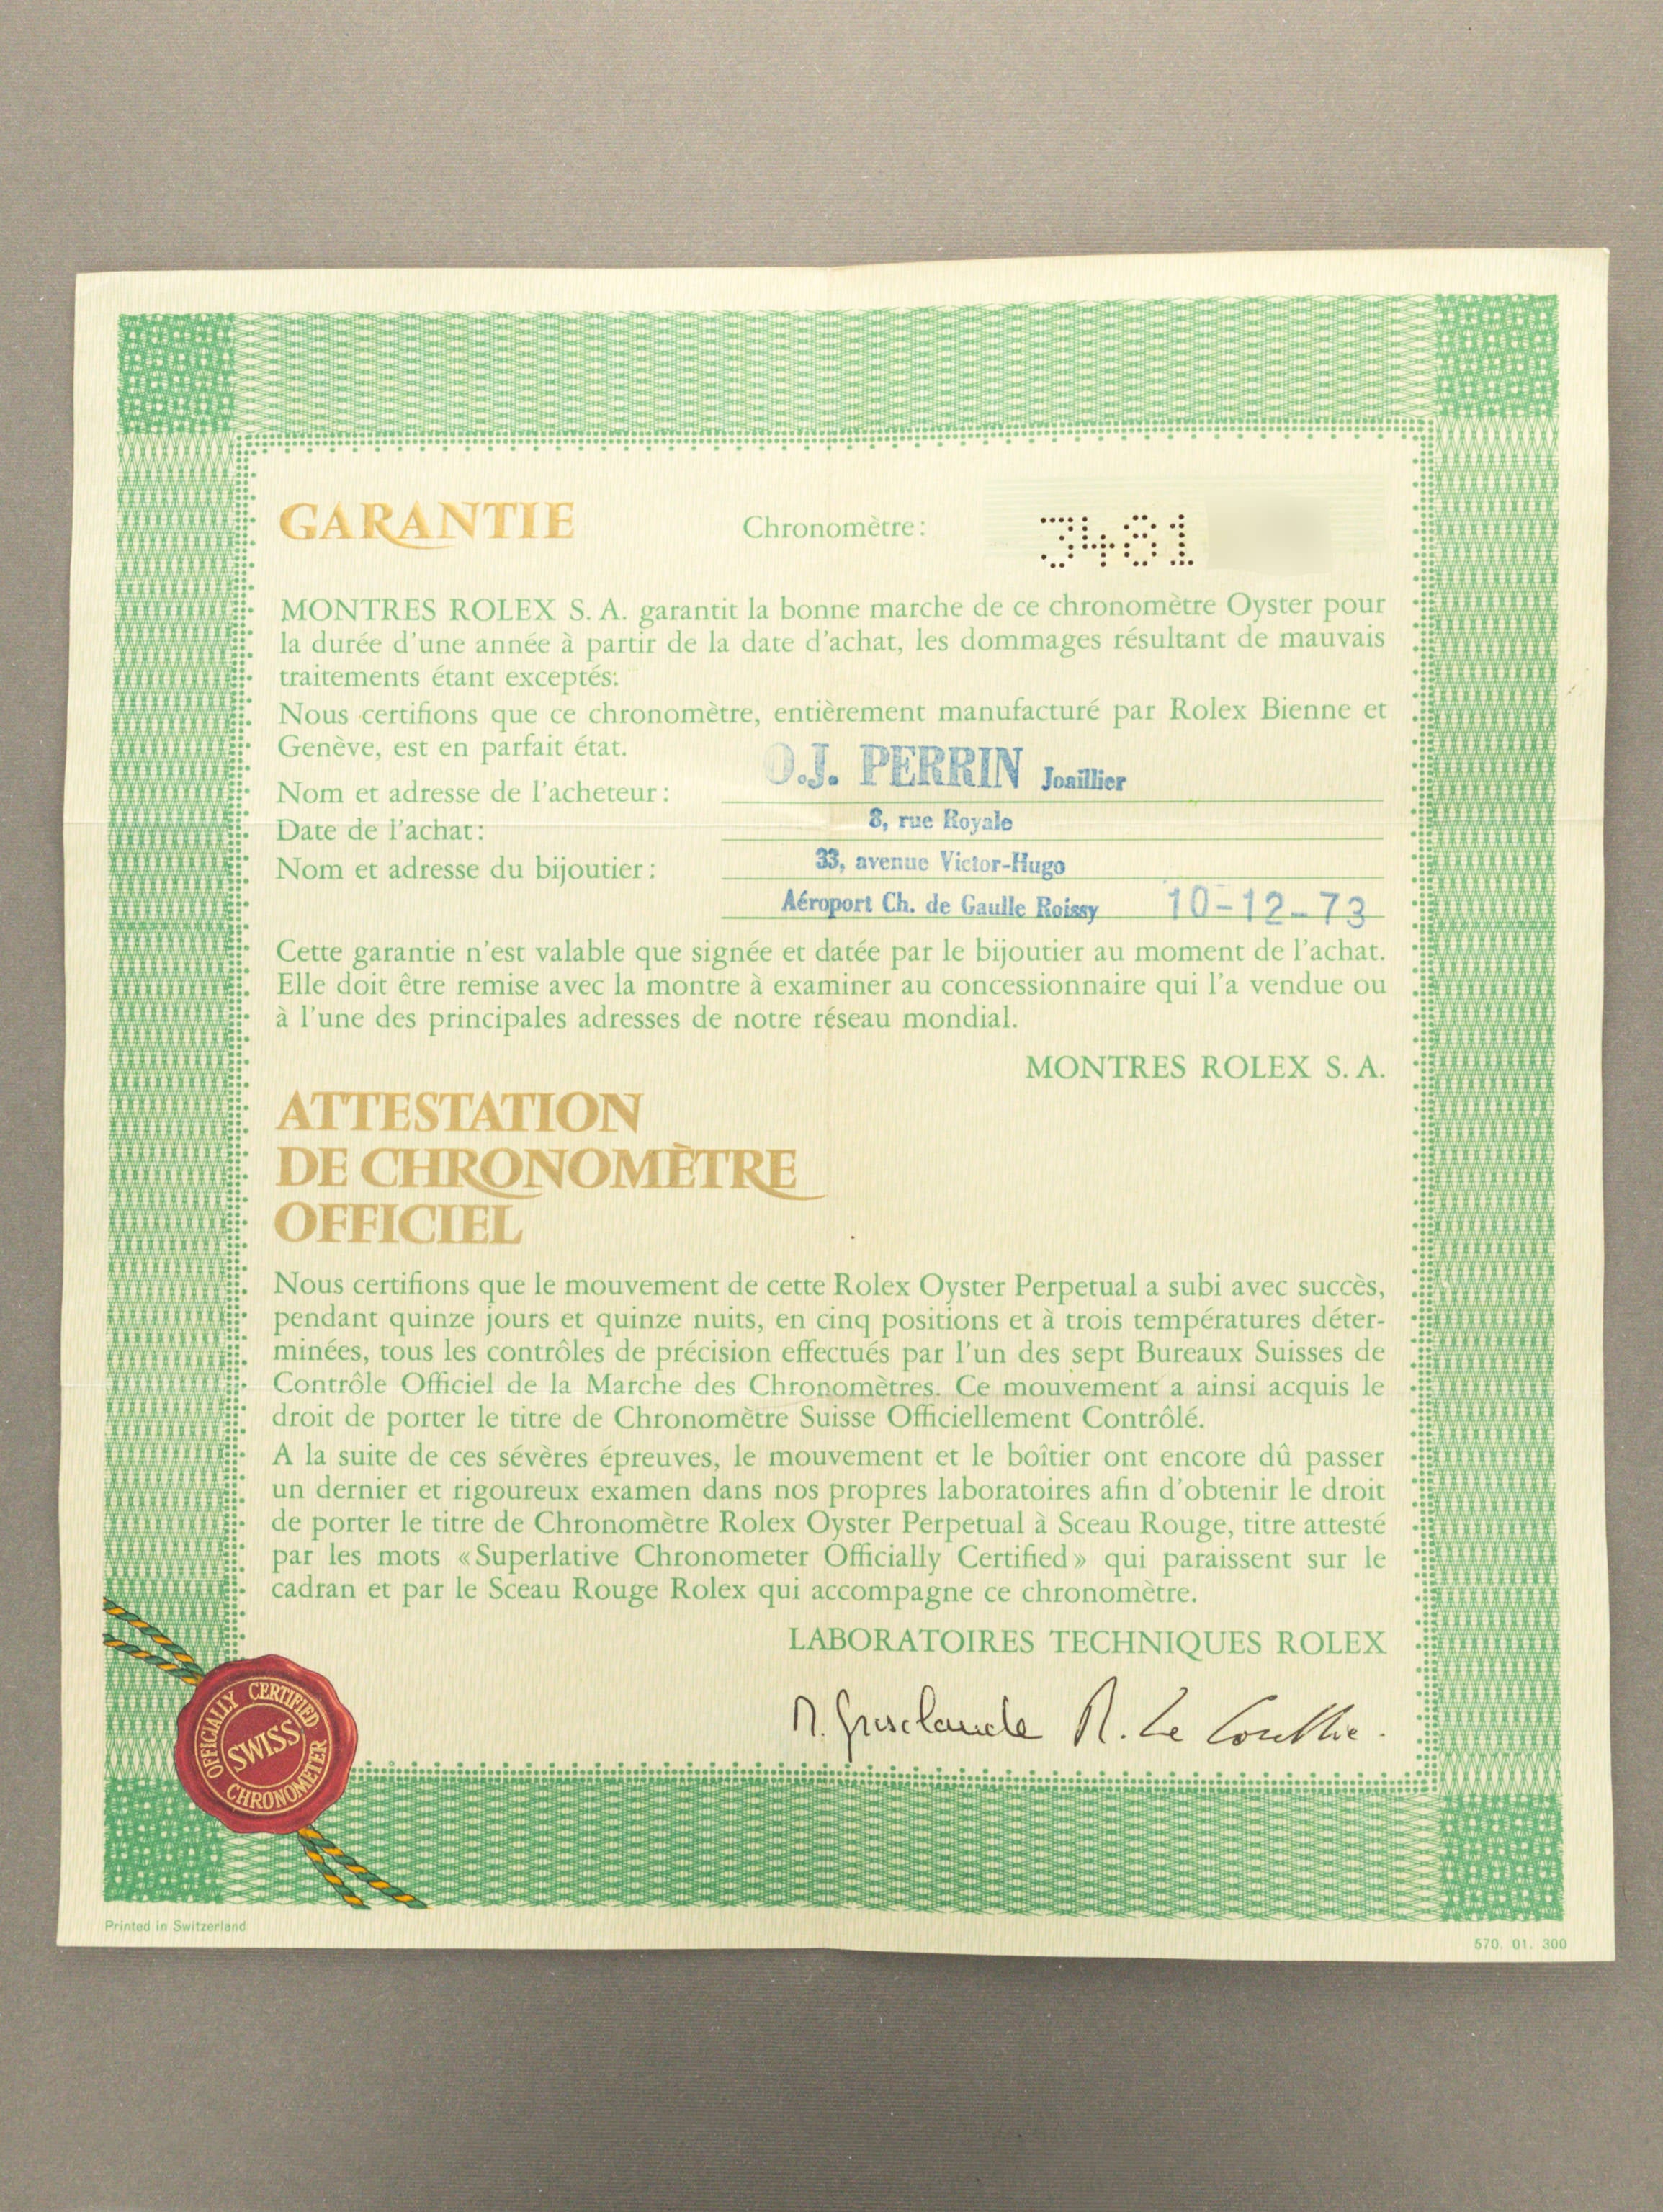 GARANTIE
Chronomètre: 3481
MONTRES ROLEX S. A. garantit la bonne marche de ce chronomètre Oyster pour
la durée d'une année à partir de la date d'achat, les dommages résultant de mauvais
traitements étant exceptés:
Nous certifions que ce chronomètre, entièrement manufacturé par Rolex Bienne et
Genève, est en parfait état.
O.J. PERRIN Joaillier
Nom et adresse de l'acheteur:
8, rue Royale
Date de l'achat:
33, avenue Victor-Hugo
Nom et adresse du bijoutier:
Aéroport Ch. de Gaulle Roissy 10-12-73
Cette garantie n'est valable que signée et datée par le bijoutier au moment de l'achat.
Elle doit être remise avec la montre à examiner au concessionnaire qui l'a vendue ou
à l'une des principales adresses de notre réseau mondial.
MONTRES ROLEX S. A.
ATTESTATION
DE CHRONOMÈTRE
OFFICIEL
Nous certifions que le mouvement de cette Rolex Oyster Perpetual a subi avec succès,
pendant quinze jours et quinze nuits, en cinq positions et à trois températures déter-
minées, tous les contrôles de précision effectués par l'un des sept Bureaux Suisses de
Contrôle Officiel de la Marche des Chronomètres. Ce mouvement a ainsi acquis le
droit de porter le titre de Chronomètre Suisse Officiellement Contrôlé.
A la suite de ces sévères épreuves, le mouvement et le boîtier ont encore dû passer
un dernier et rigoureux examen dans nos propres laboratoires afin d'obtenir le droit
de porter le titre de Chronomètre Rolex Oyster Perpetual à Sceau Rouge, titre attesté
par les mots «Superlative Chronometer Officially Certified» qui paraissent sur le
cadran et par le Sceau Rouge Rolex qui accompagne ce chronomètre.
LABORATOIRES TECHNIQUES ROLEX
R. Le
OFFICIALLY CERTIFIED
SWISS
CHRONOMETER
Printed in Switzerland
570. 01. 300